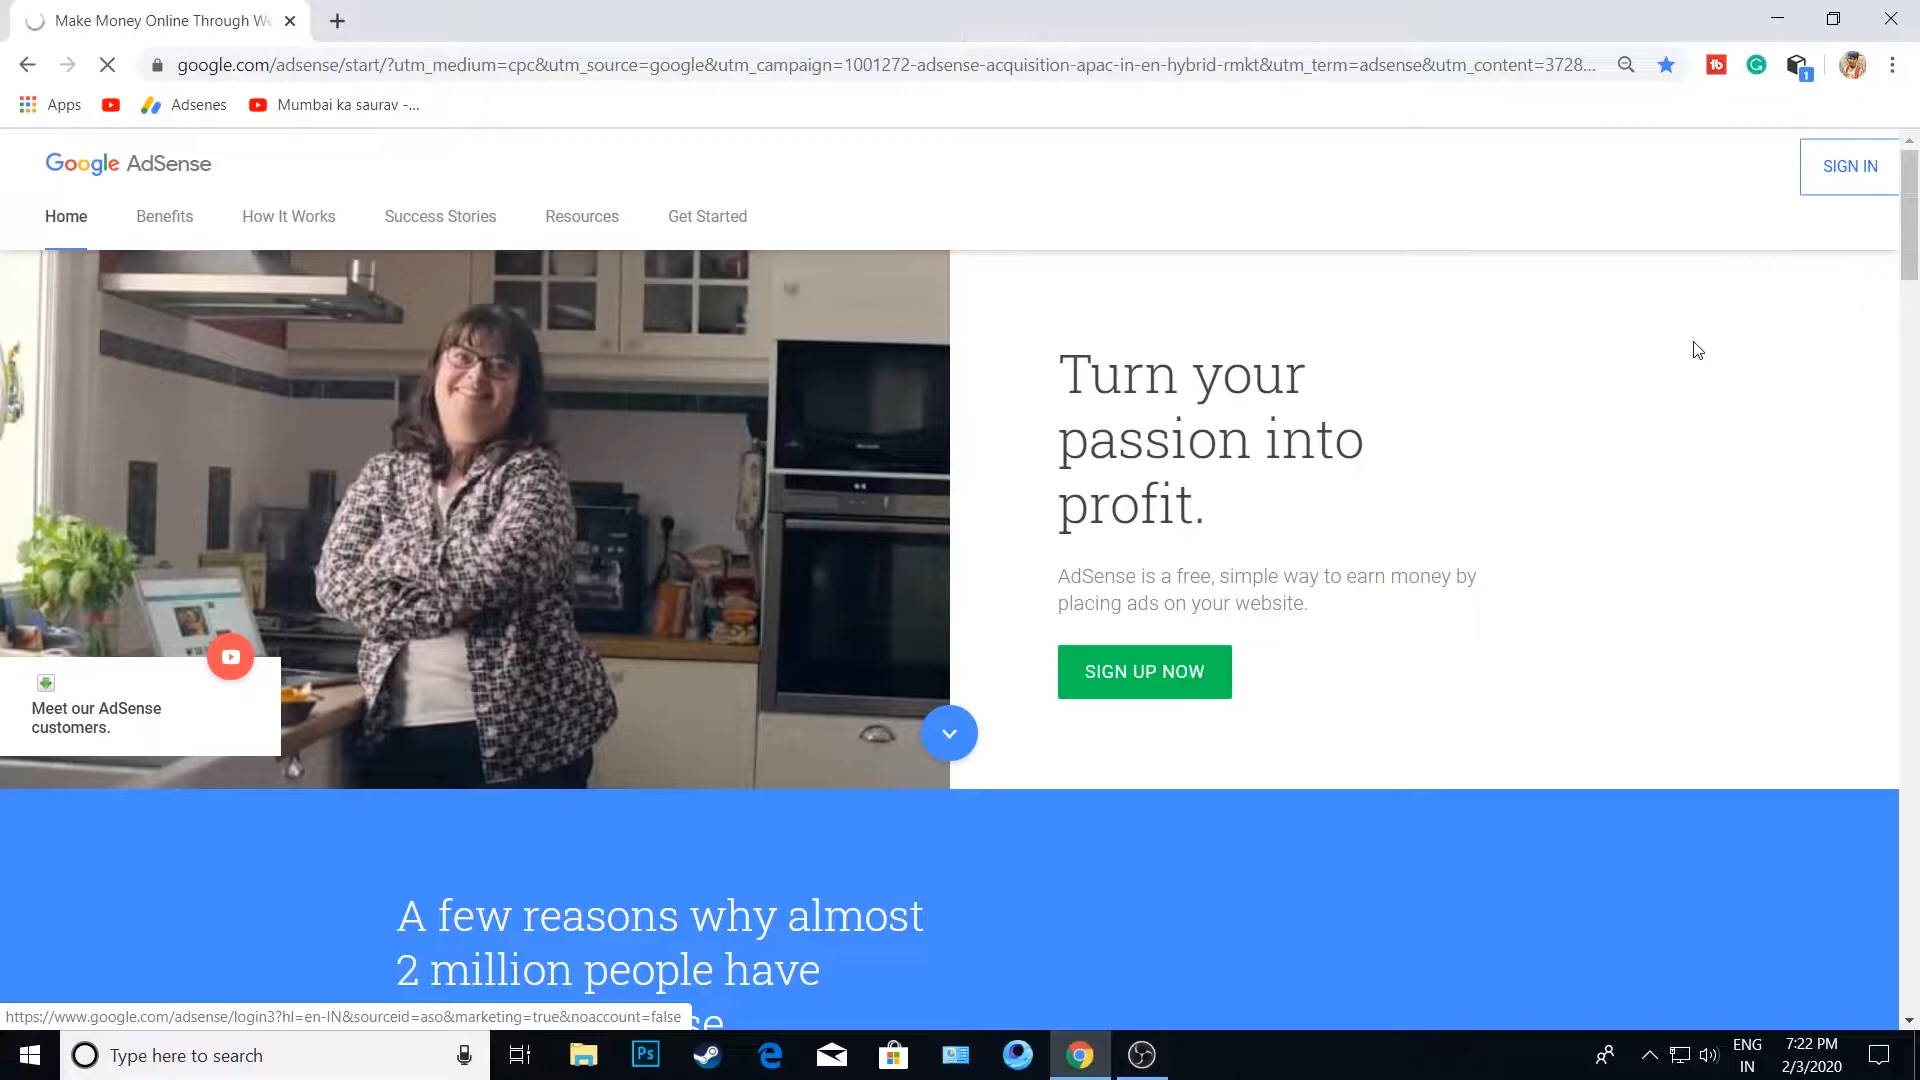 Make Money Online Through We
google.com/adsense/start/?utm_medium=cpc&utm_source=google&utm_campaign=1001272-adsense-acquisition-apac-in-en-hybrid-rmkt&utm_term=adsense&utm_content=3728...
1
Apps
Adsenes
Mumbai ka saurav -...
Google AdSense
SIGN IN
Home
Benefits
How It Works
Success Stories
Resources
Get Started
Turn your
passion into
profit.
AdSense is a free, simple way to earn money by
placing ads on your website.
SIGN UP NOW
Meet our AdSense
customers.
A few reasons why almost
2 million people have
se
https://www.google.com/adsense/login3?hl=en-IN&sourceid=aso&marketing=true&noaccount=false
Type here to search
Ps
ENG
IN
7:22 PM
2/3/2020